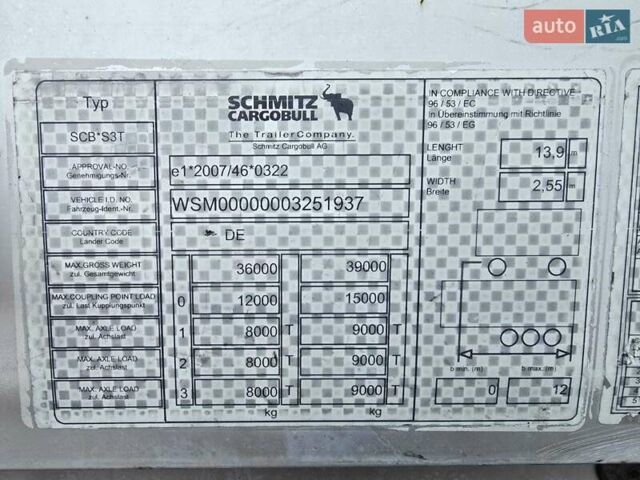 auto RIA.com
Typ
SCB*S3T
SCHMITZ
CARGOBULL
The Trailer Company.
Schmitz Cargobull AG
IN COMPLIANCE WITH DIRECTIVE
96 / 53 / EC
in Übereinstimmung mit Richtlinie
96 / 53 / EG
APPROVAL-NO.
Genehmigungs-Nr.
e1*2007/46*0322
LENGHT
Länge
13,9 m
VEHICLE I.D. NO.
Fahrzeug-Ident.-Nr.
WSM00000003251937
WIDTH
Breite
2,55 m
COUNTRY CODE
Länder Code
DE
MAX.GROSS WEIGHT
zul. Gesamtgewicht
36000 39000
MAX.COUPLING POINT LOAD
zul. Last Kupplungspunkt
0 12000 15000
MAX. AXLE LOAD
zul. Achslast
1 8000 T 9000 T
MAX. AXLE LOAD
zul. Achslast
2 8000 T 9000 T
MAX. AXLE LOAD
zul. Achslast
3 8000 T 9000 T
kg kg
b min. (m) b max. (m)
0 12